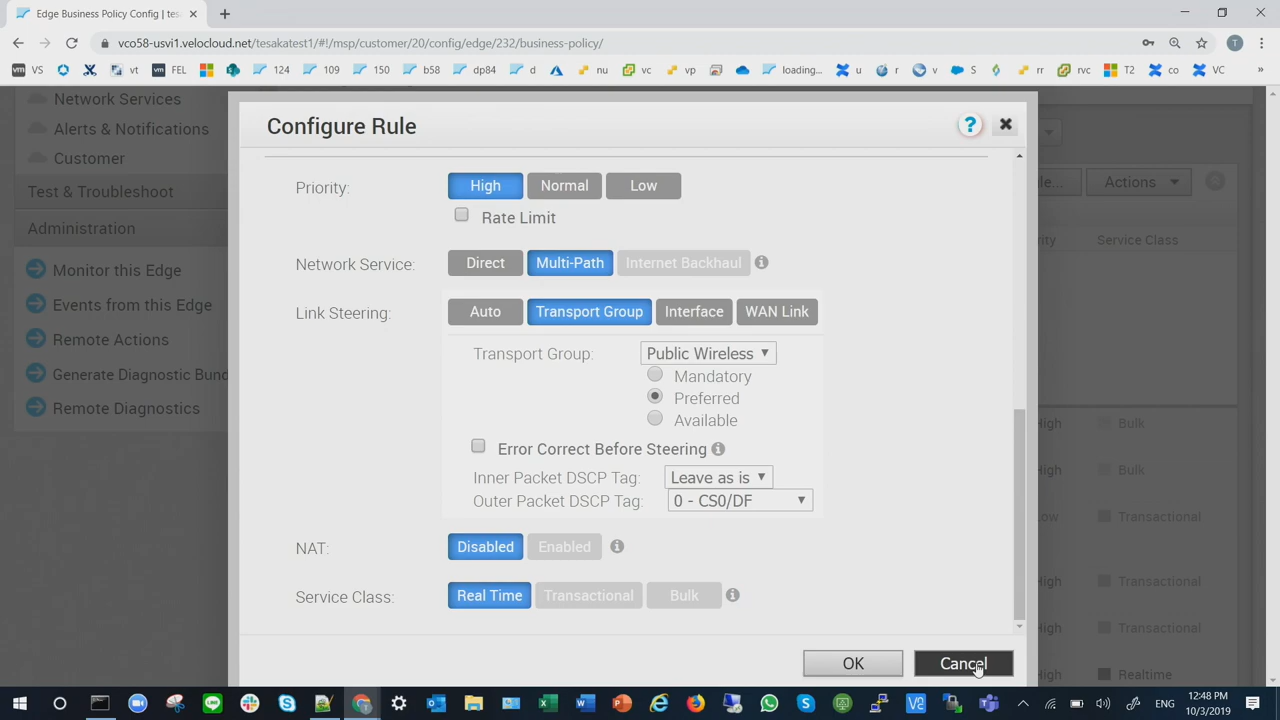 Edge Business Policy Config | tes
vco58-usvi1.velocloud.net/tesakatest1/#!/msp/customer/20/config/edge/232/business-policy/
T
vm VS vt vm FEL 124 109 150 b58 dp84 d nu vc vp loading... u r v S rr rvc T2 co VC »
Network Services
Alerts & Notifications
Customer
Test & Troubleshoot
Administration
Monitor this Edge
Events from this Edge
Remote Actions
Generate Diagnostic Bund
Remote Diagnostics
Configure Rule
?
Priority: High Normal Low
Rate Limit
Network Service: Direct Multi-Path Internet Backhaul
Link Steering: Auto Transport Group Interface WAN Link
Transport Group: Public Wireless
Mandatory
Preferred
Available
Error Correct Before Steering
Inner Packet DSCP Tag: Leave as is
Outer Packet DSCP Tag: 0 - CS0/DF
NAT: Disabled Enabled
Service Class: Real Time Transactional Bulk
OK Cancel
le... Actions
rity Service Class
High Bulk
High Bulk
Low Transactional
High Transactional
High Transactional
High Realtime
ENG
12:48 PM
10/3/2019